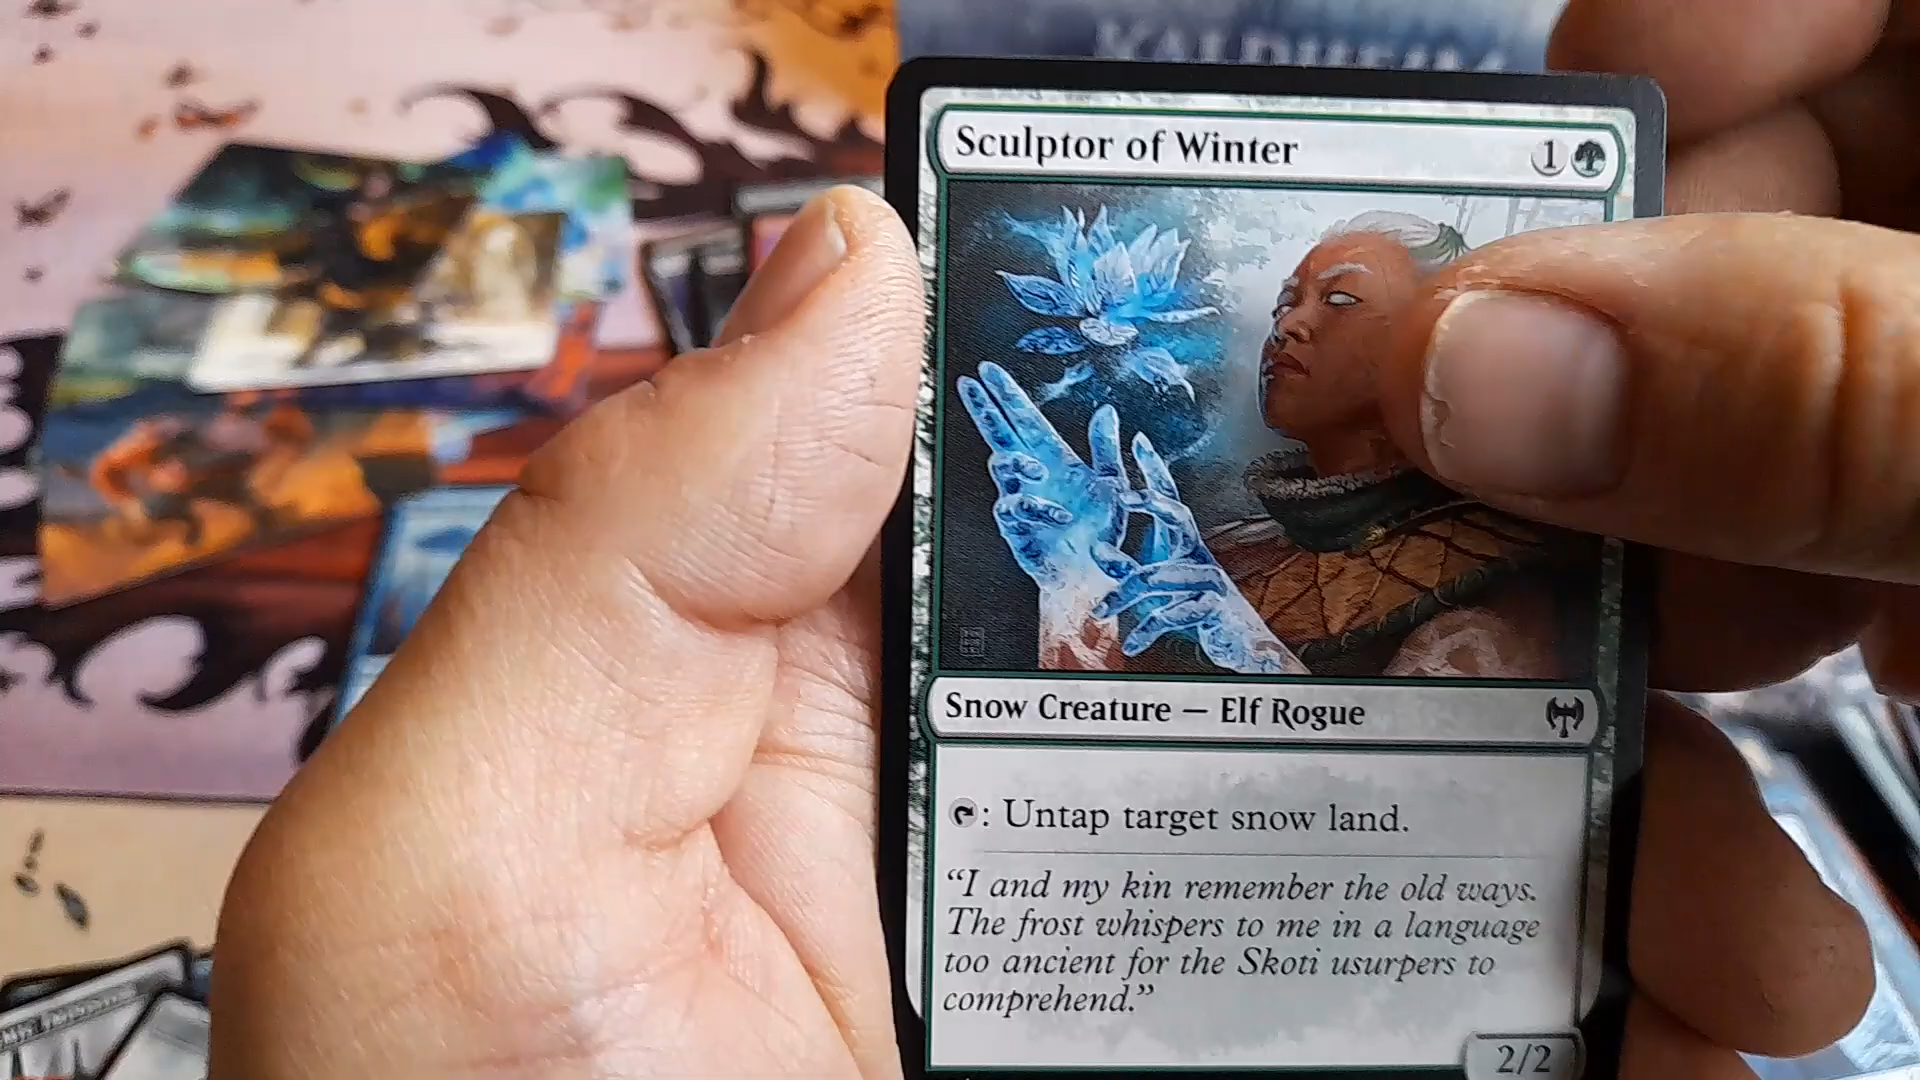 KALDHEIM
Sculptor of Winter 1
Snow Creature — Elf Rogue
: Untap target snow land.
“I and my kin remember the old ways.
The frost whispers to me in a language
too ancient for the Skoti usurpers to
comprehend.”
2/2